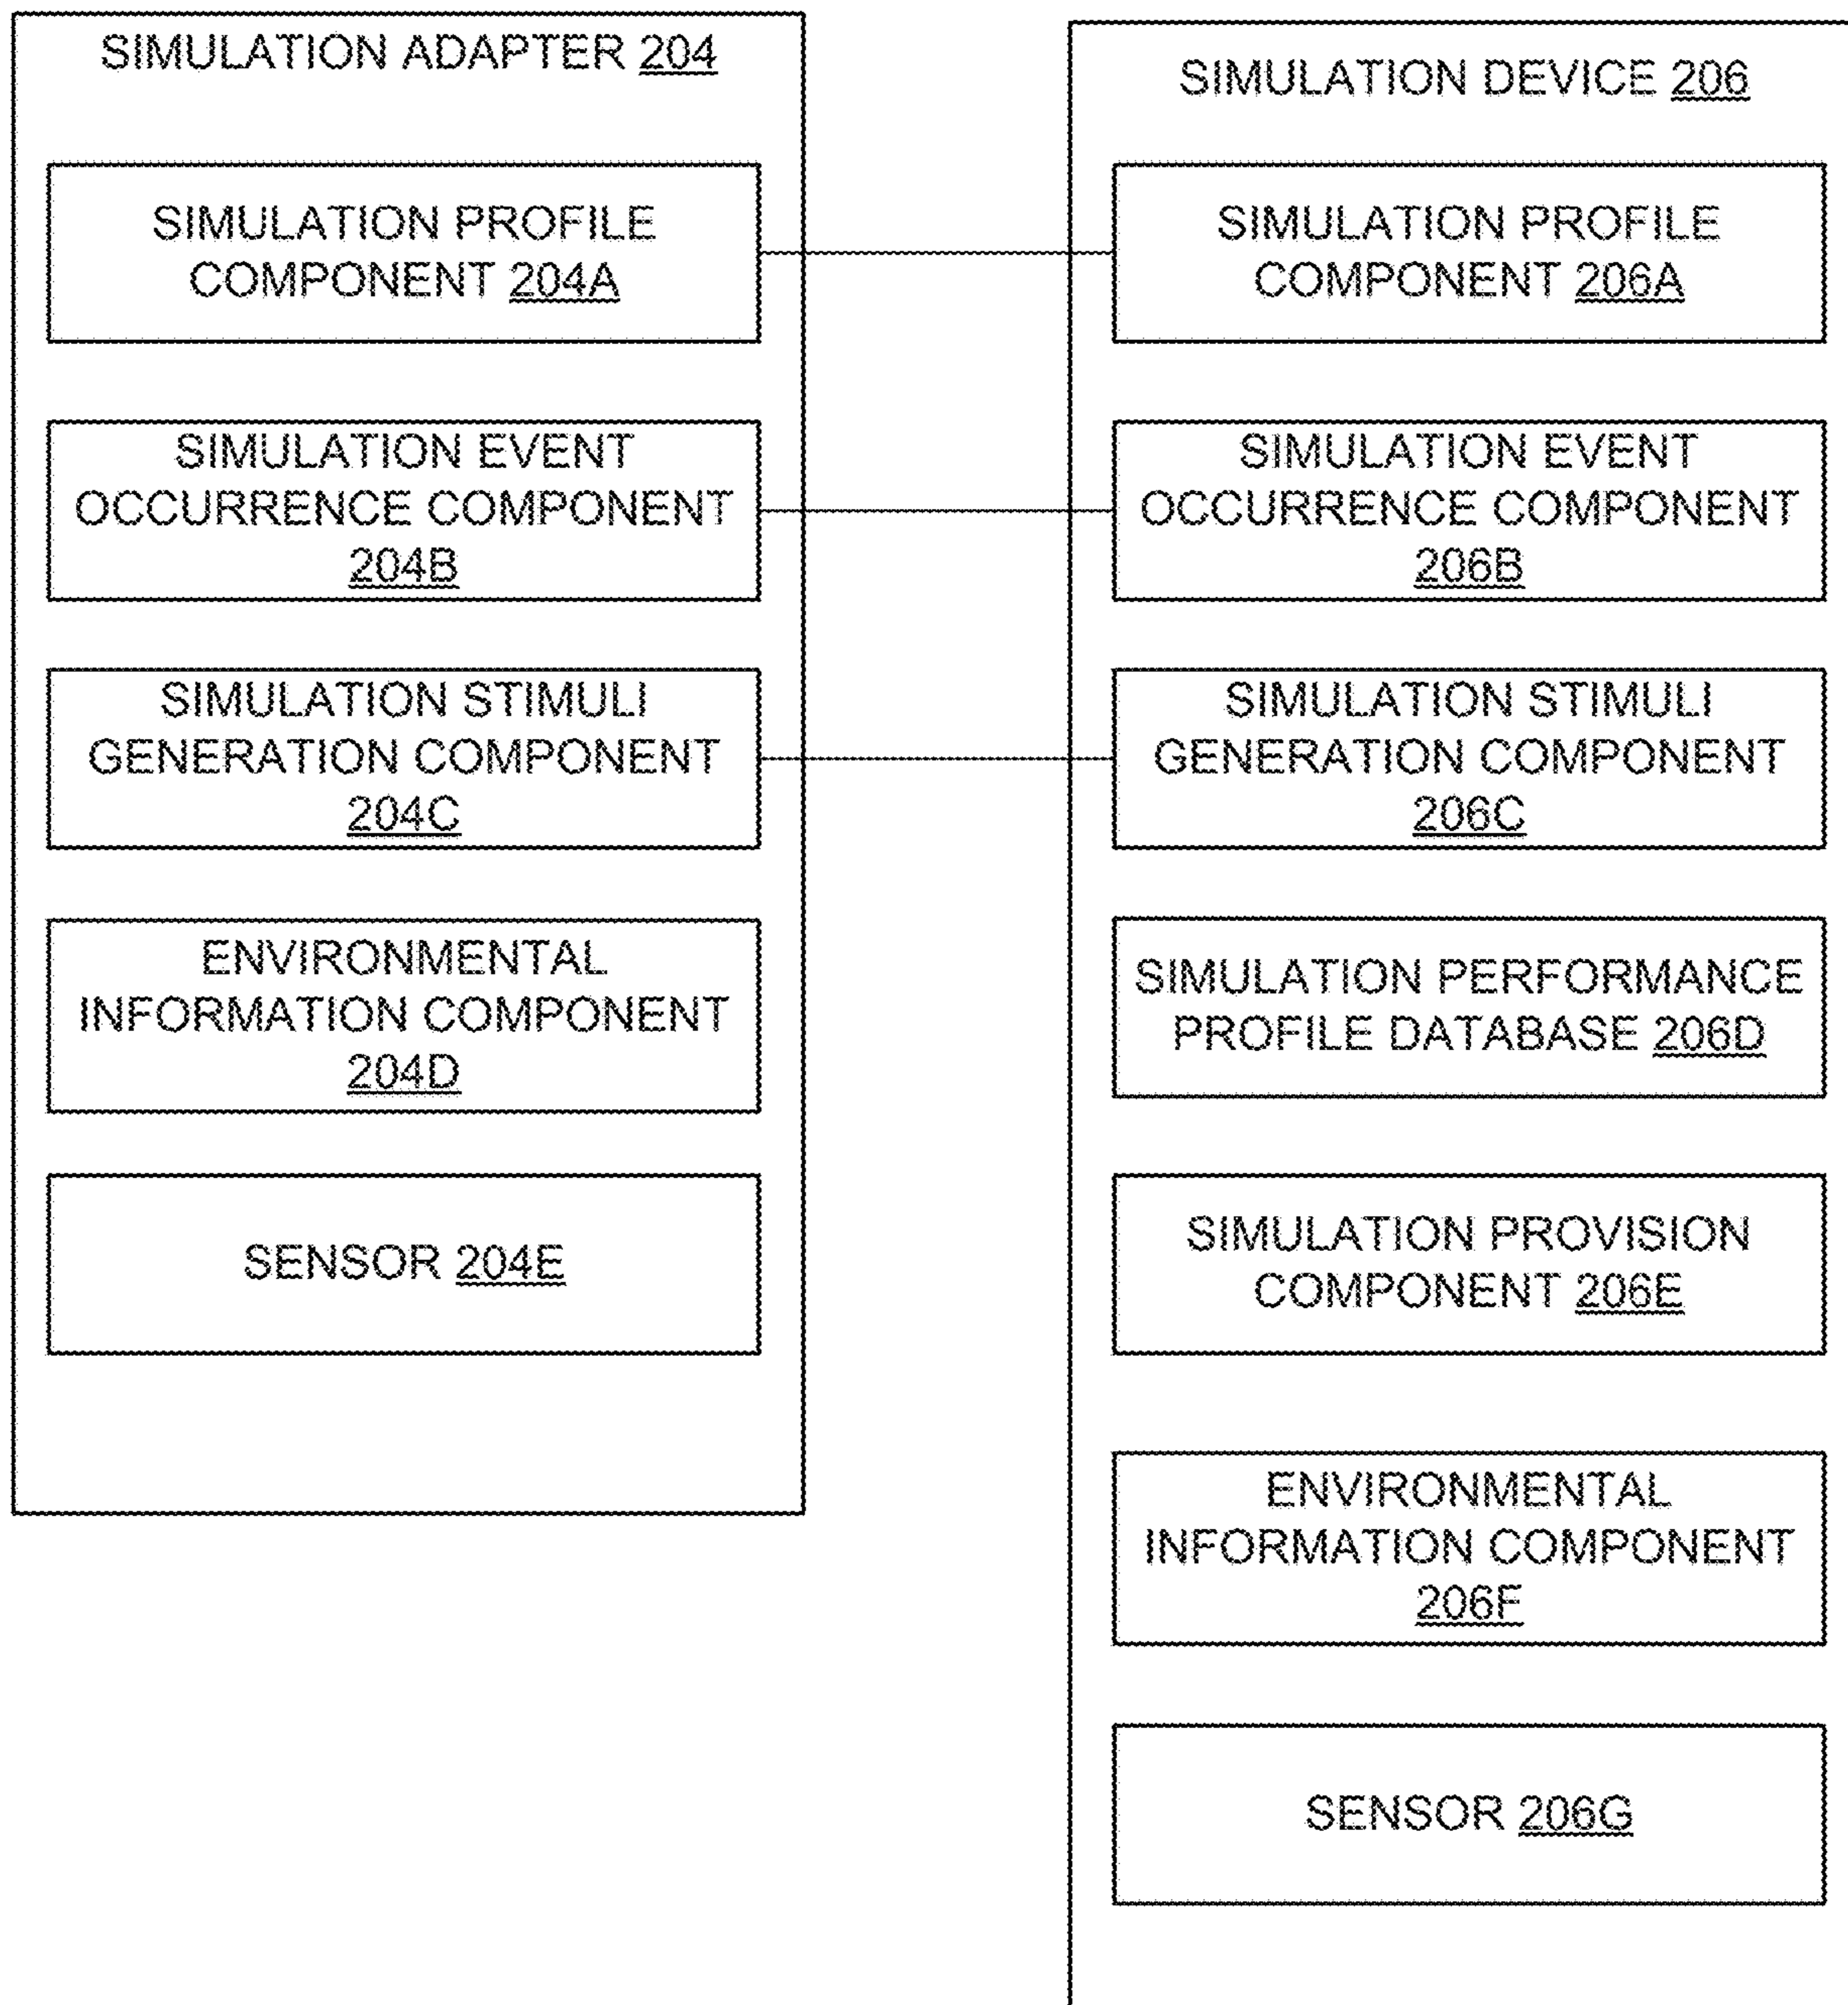 SIMULATION ADAPTER 204
SIMULATION PROFILE
COMPONENT 204A
SIMULATION EVENT
OCCURRENCE COMPONENT
204B
SIMULATION STIMULI
GENERATION COMPONENT
204C
ENVIRONMENTAL
INFORMATION COMPONENT
204D
SENSOR 204E
SIMULATION DEVICE 206
SIMULATION PROFILE
COMPONENT 206A
SIMULATION EVENT
OCCURRENCE COMPONENT
206B
SIMULATION STIMULI
GENERATION COMPONENT
206C
SIMULATION PERFORMANCE
PROFILE DATABASE 206D
SIMULATION PROVISION
COMPONENT 206E
ENVIRONMENTAL
INFORMATION COMPONENT
206F
SENSOR 206G